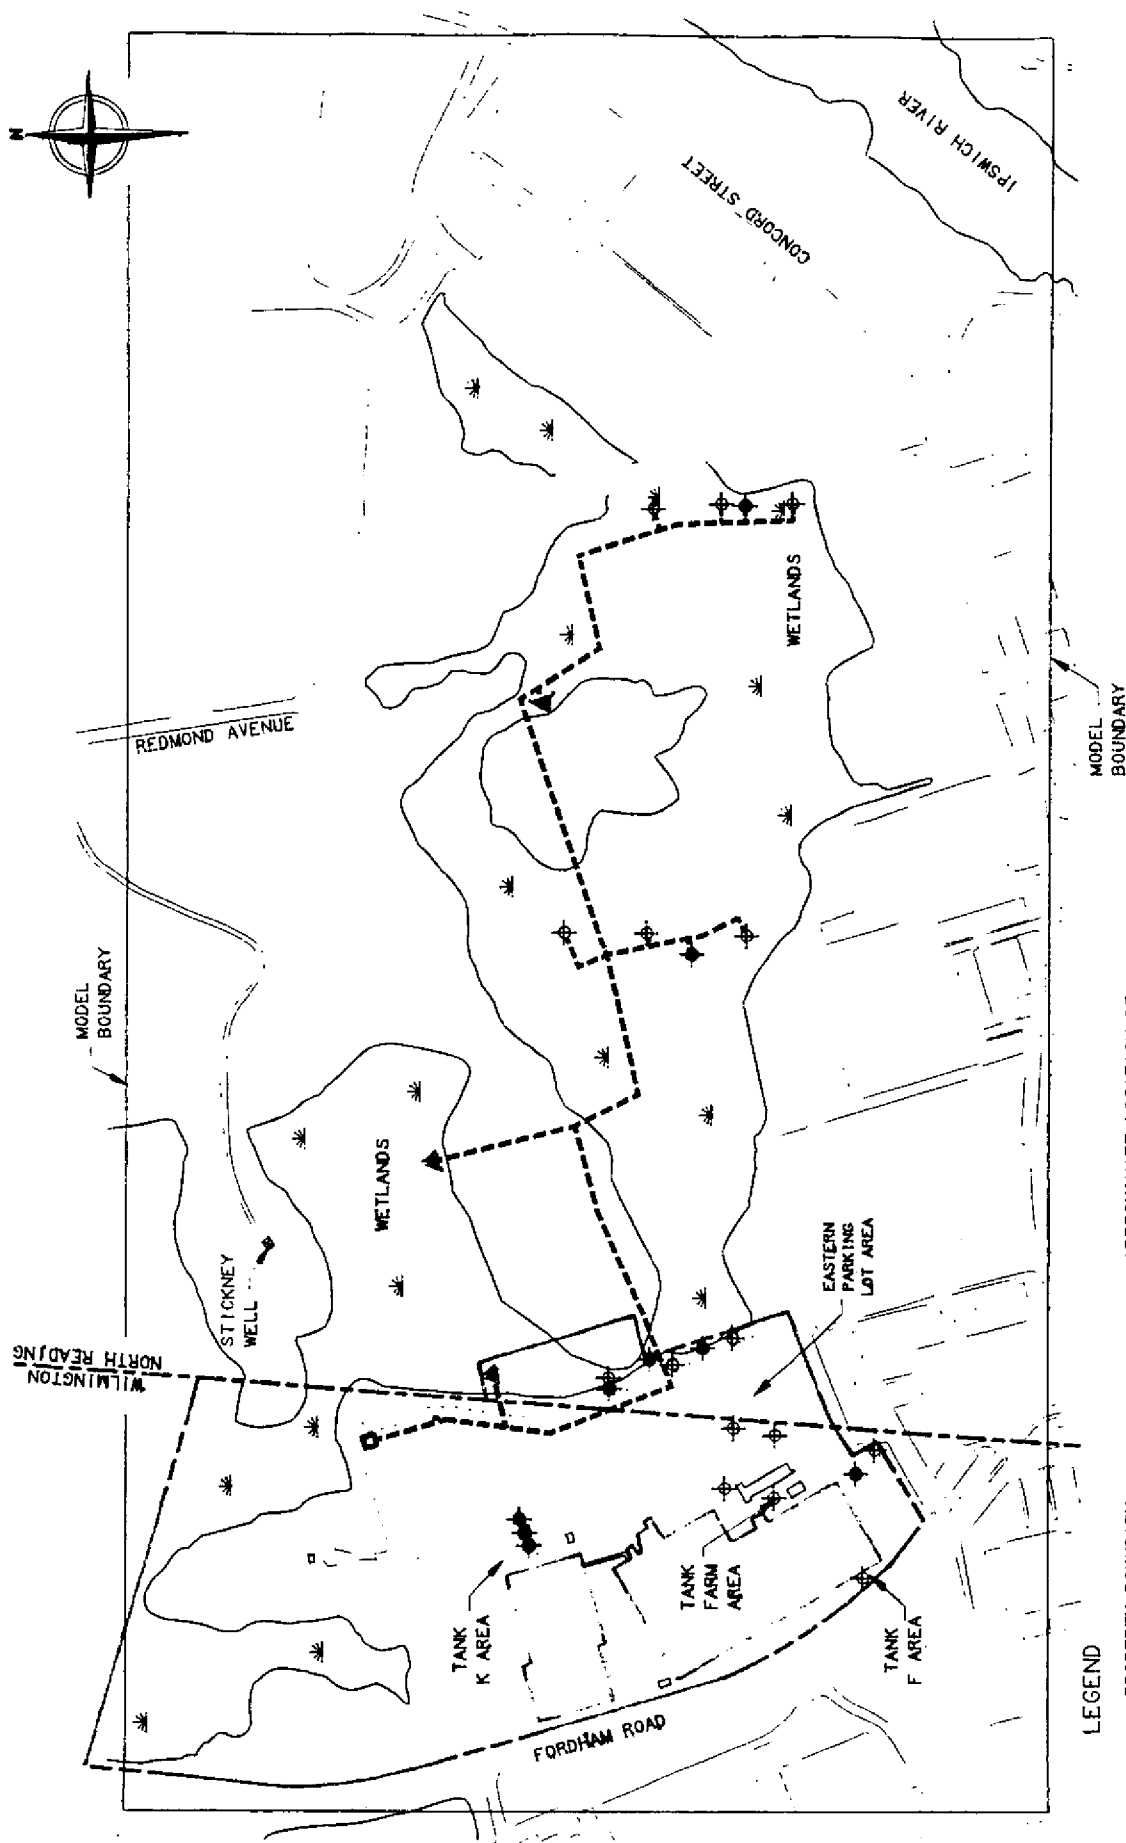 N
MODEL
BOUNDARY
REDMOND AVENUE
CONCORD STREET
IPSWICH RIVER
WILMINGTON
NORTH READING
STICKNEY
WELL
WETLANDS
WETLANDS
EASTERN
PARKING
LOT AREA
TANK
K AREA
TANK
FARM
AREA
TANK
F AREA
FORDHAM ROAD
MODEL
BOUNDARY
LEGEND